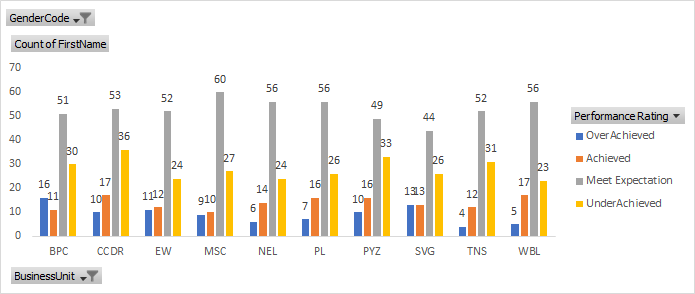 GenderCode
Count of FirstName
70
60
50
40
30
20
10
0
16 11 51 30
10 17 53 36
11 12 52 24
9 10 60 27
6 14 56 24
7 16 56 26
10 16 49 33
13 13 44 26
4 12 52 31
5 17 56 23
BPC CCDR EW MSC NEL PL PYZ SVG TNS WBL
Performance Rating
OverAchieved
Achieved
Meet Expectation
UnderAchieved
BusinessUnit